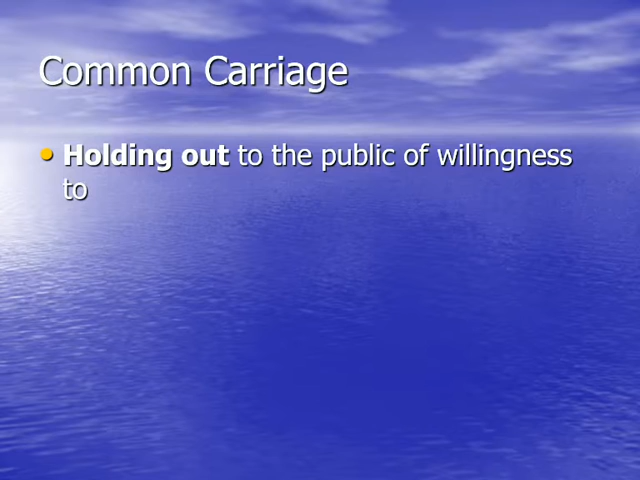 Common Carriage
• Holding out to the public of willingness
to